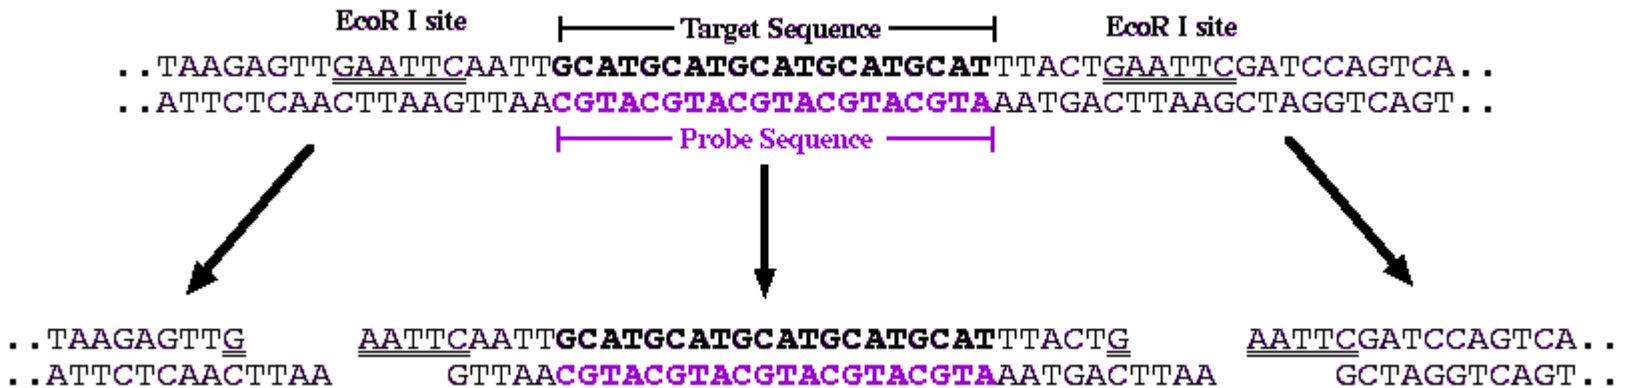 EcoR I site Target Sequence EcoR I site
..TAAGAGTTGAATTCAATTGCATGCATGCATGCATGCATTTACTGAATTCGATCCAGTCA..
..ATTCTCAACTTAAGTTAACGTACGTACGTACGTACGTAAATGACTTAAGCTAGGTCAGT..
Probe Sequence
..TAAGAGTTG AATTCAATTGCATGCATGCATGCATGCATTTACTG AATTCGATCCAGTCA..
..ATTCTCAACTTAA GTTAACGTACGTACGTACGTACGTAAATGACTTAA GCTAGGTCAGT..